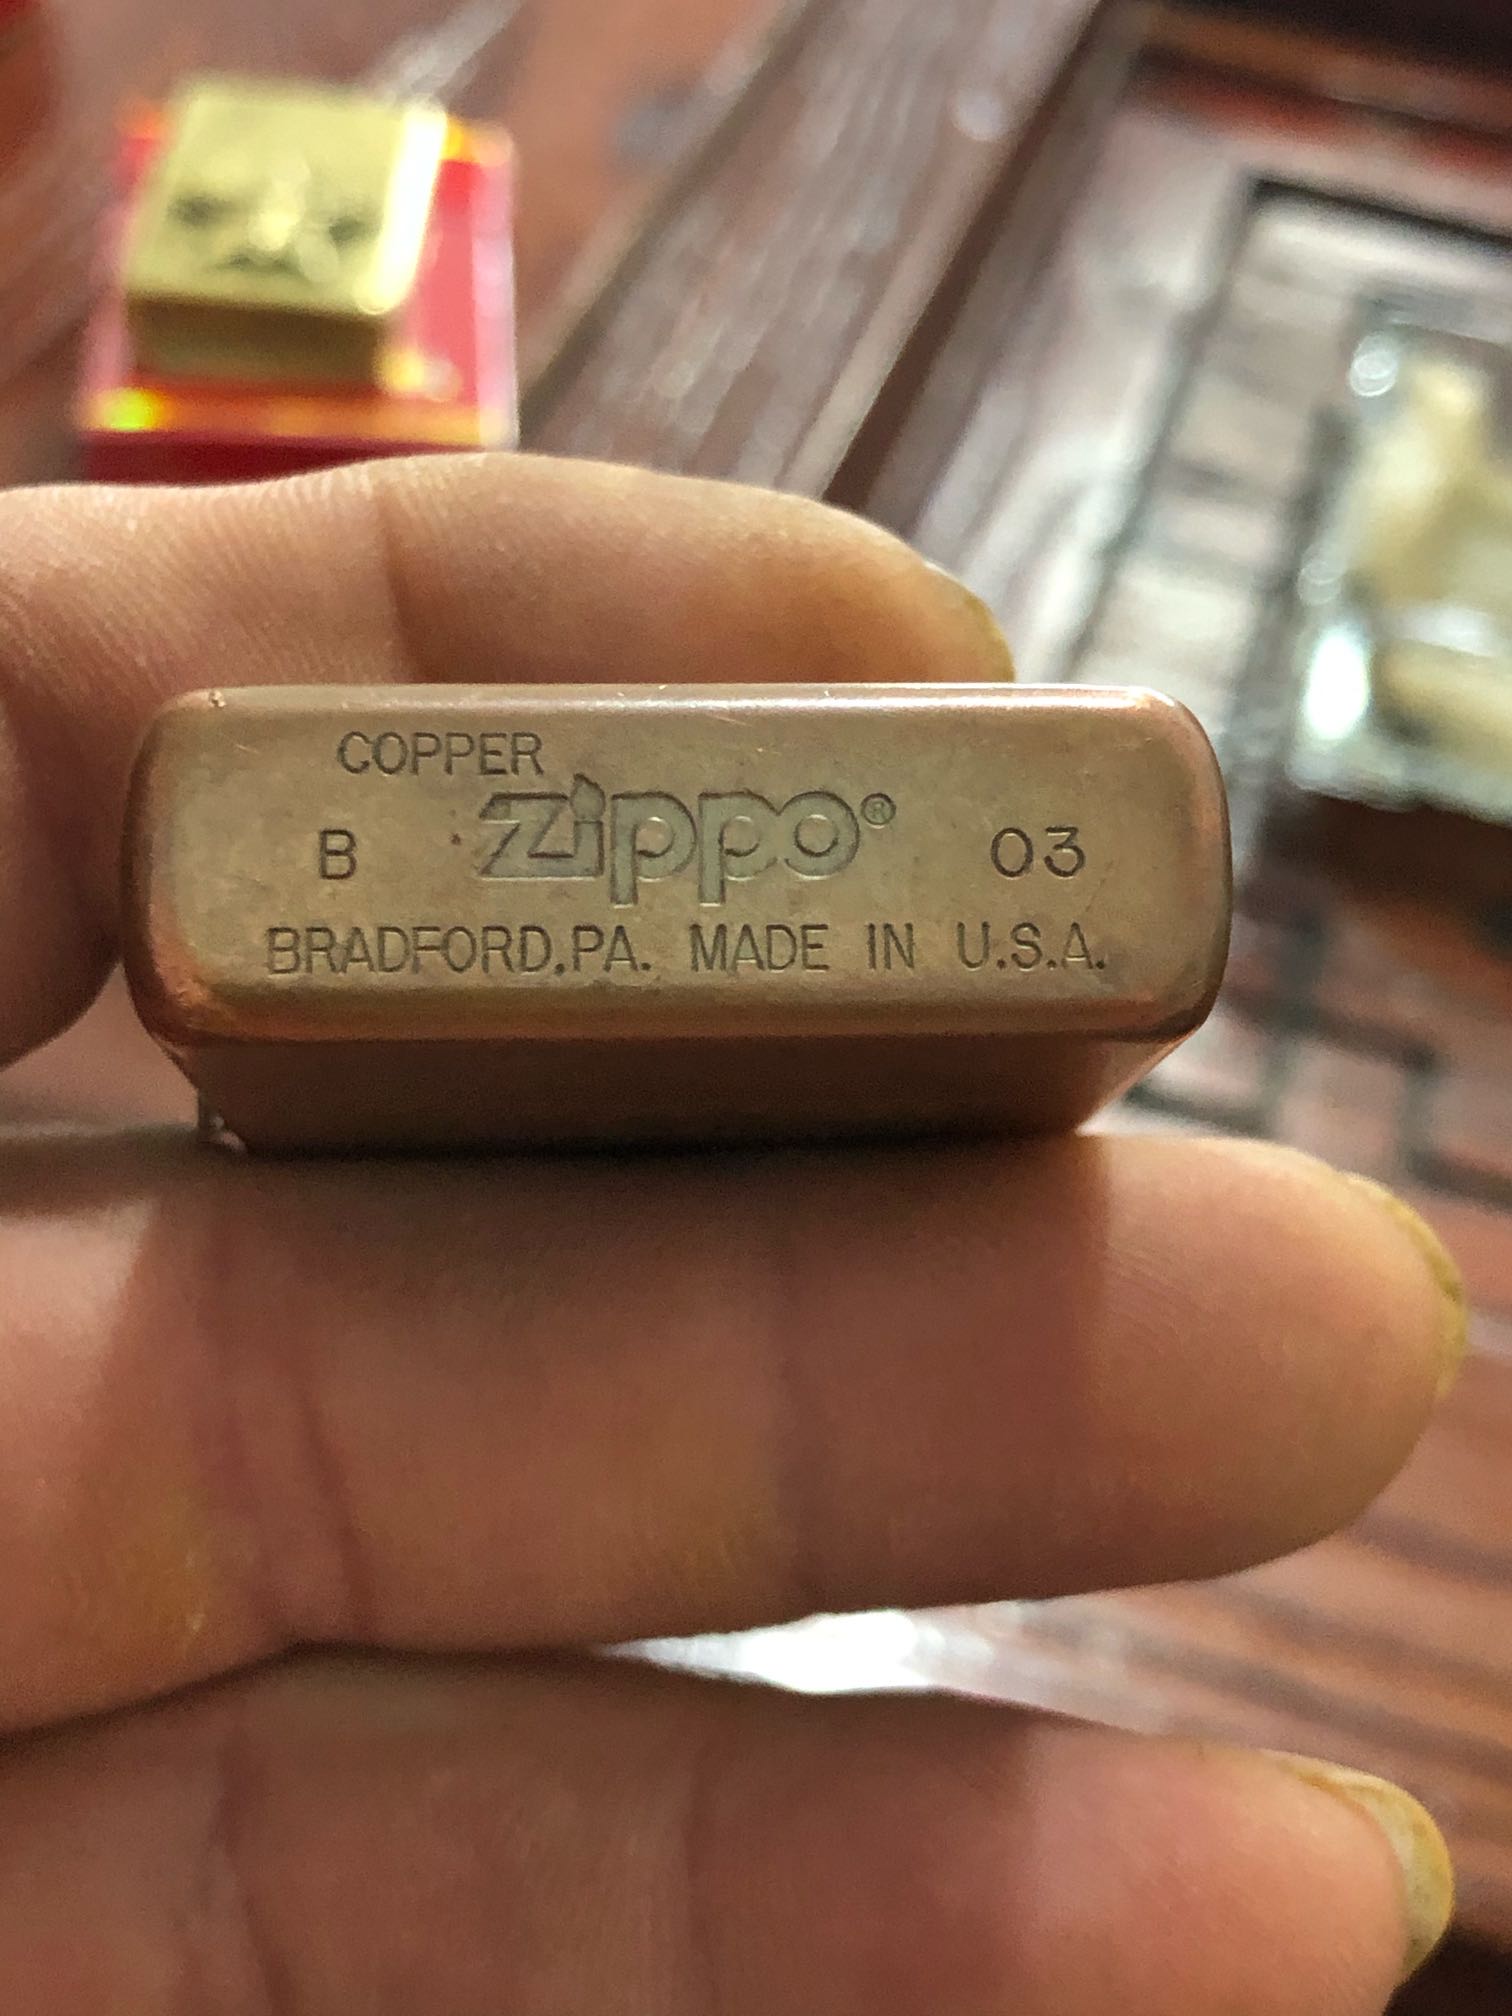 COPPER
B zippo® 03
BRADFORD,PA. MADE IN U.S.A.